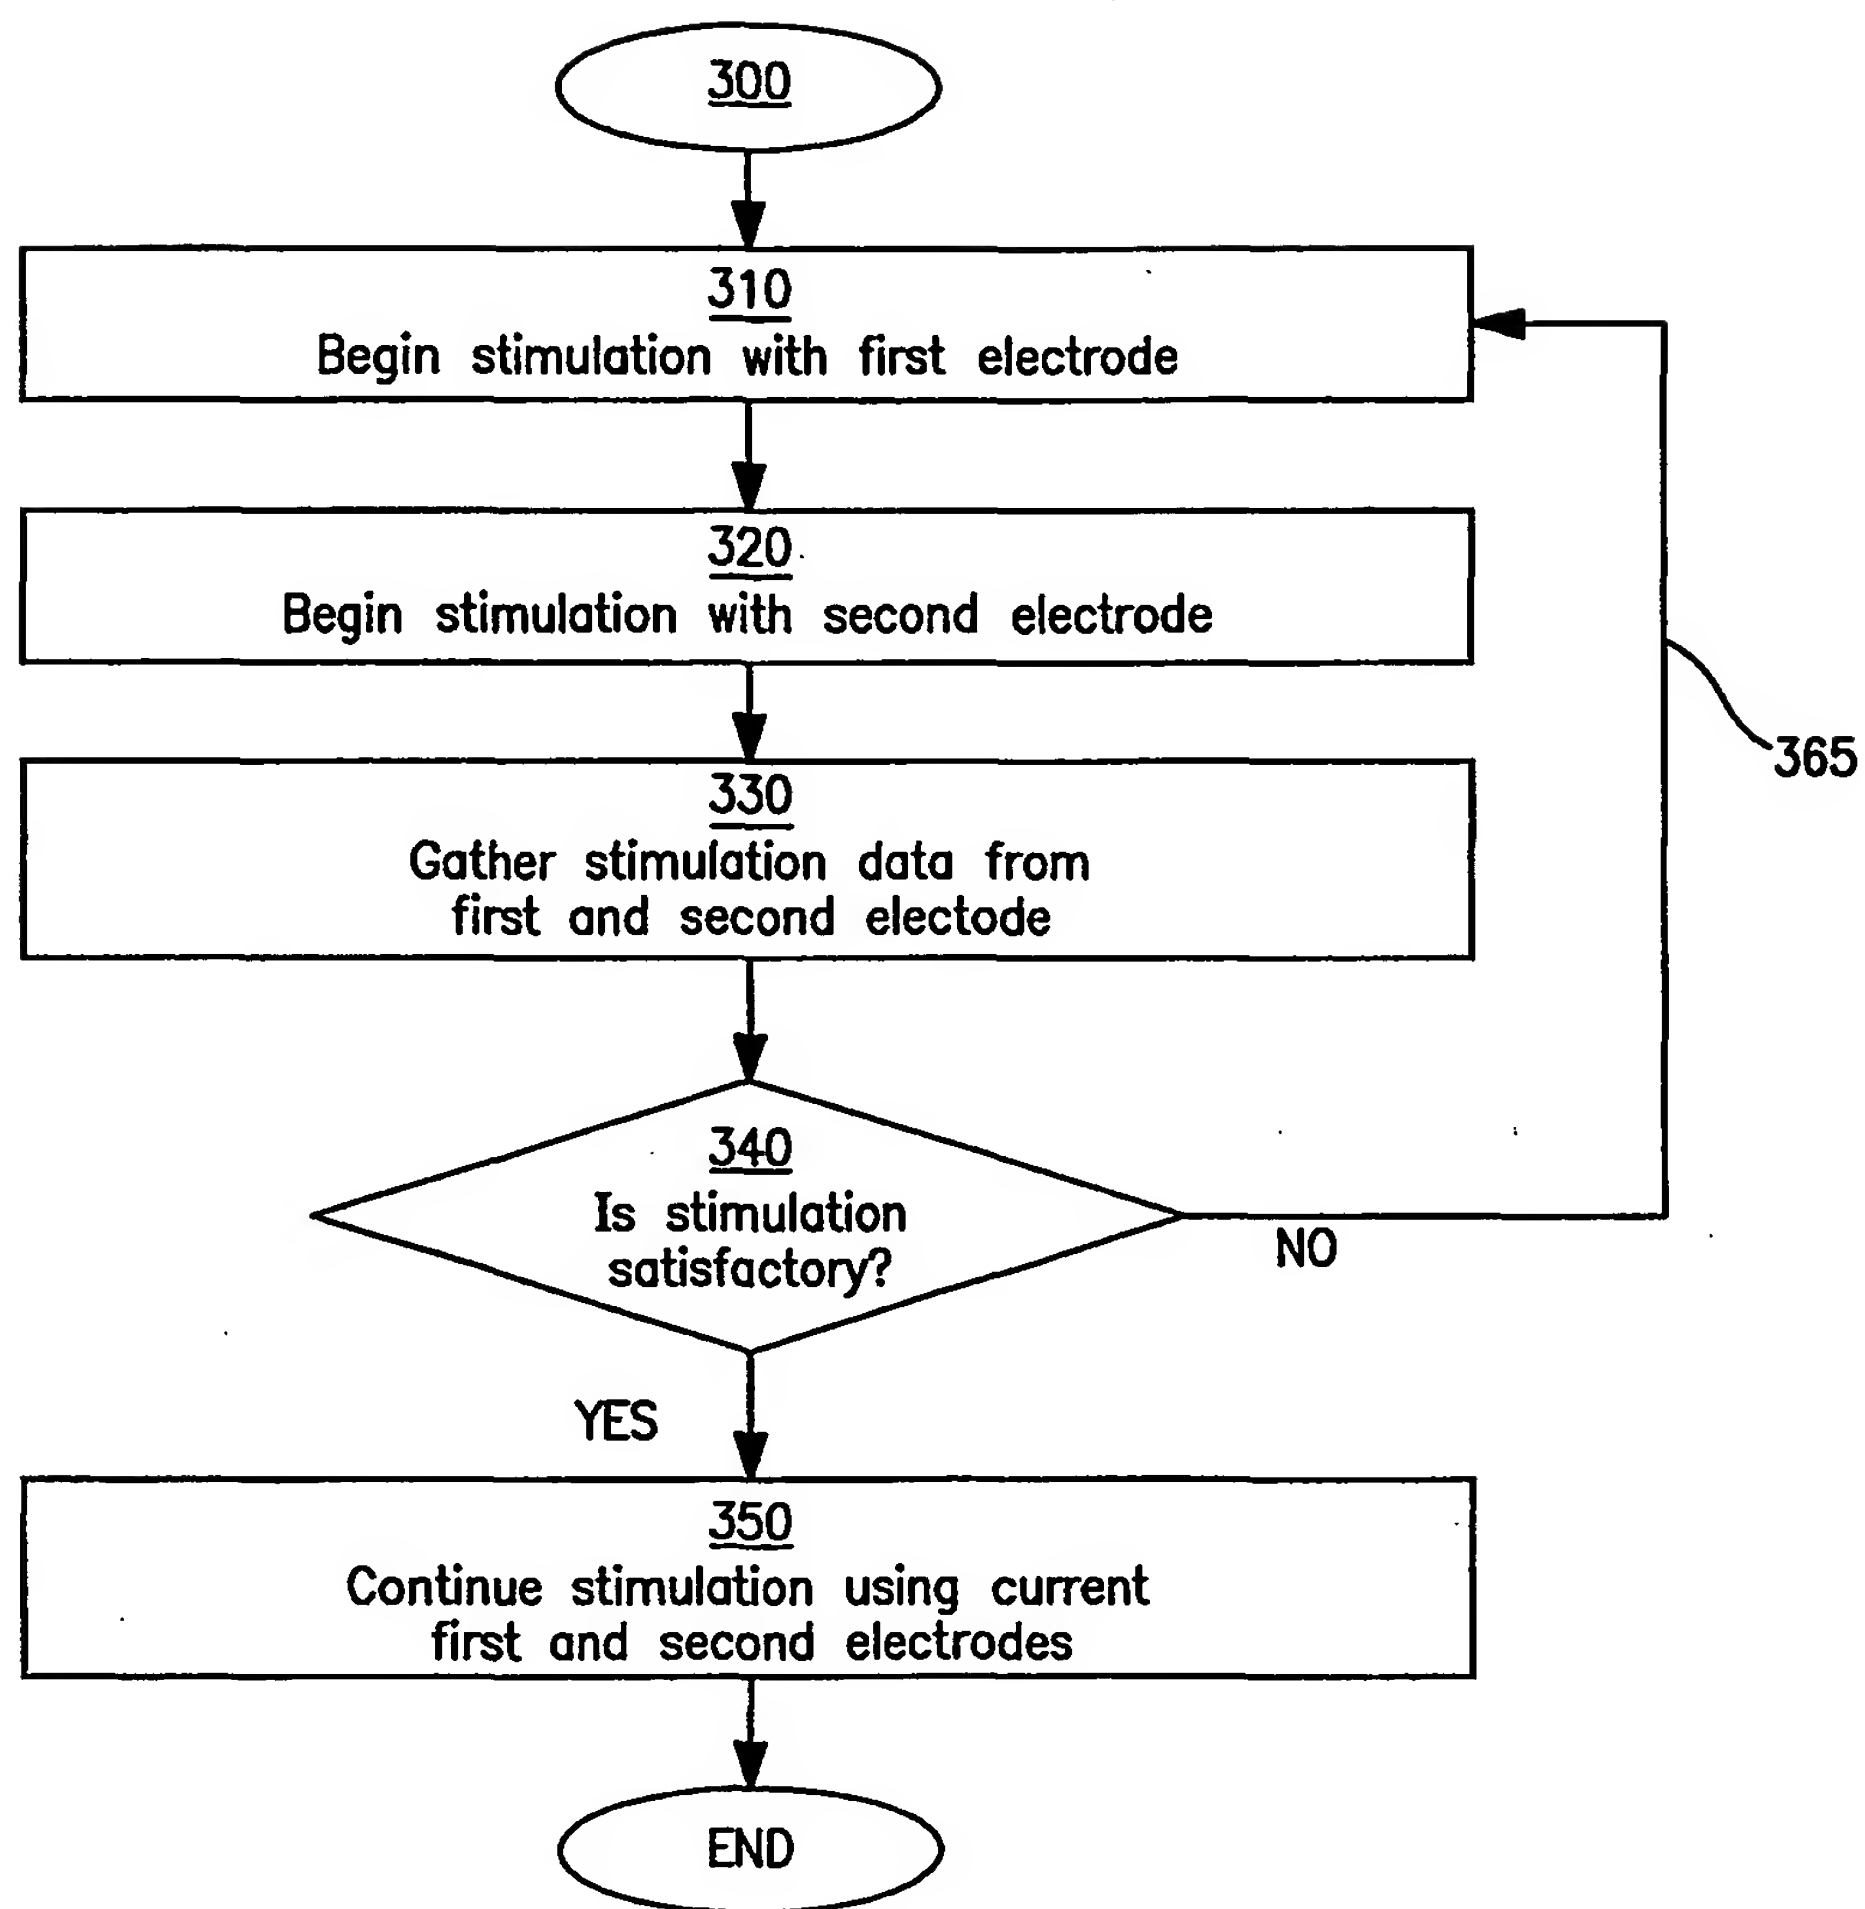 300
310
Begin stimulation with first electrode
320
Begin stimulation with second electrode
365
330
Gather stimulation data from
first and second electode
340
Is stimulation
satisfactory?
NO
YES
350
Continue stimulation using current
first and second electrodes
END